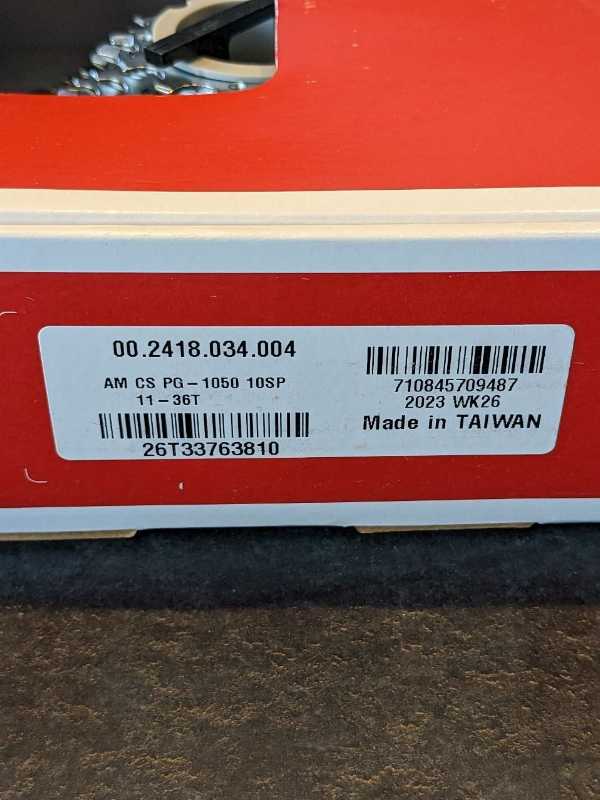 00.2418.034.004
AM CS PG-1050 10SP
11-36T
26T33763810
710845709487
2023 WK26
Made in TAIWAN